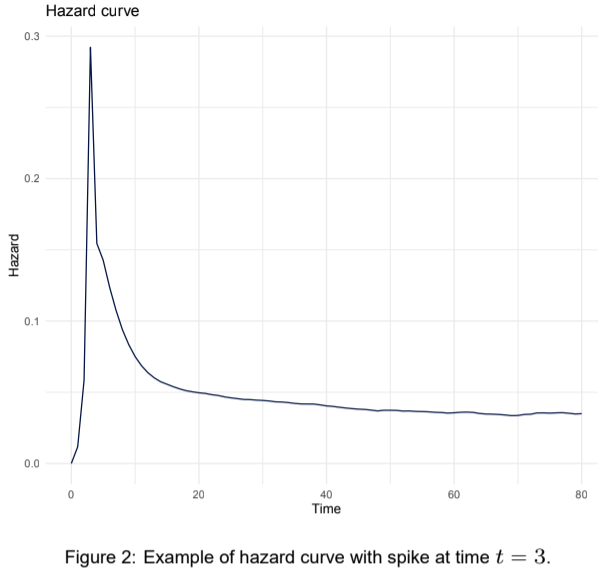 Hazard curve
0.3
0.2
0.1
0.0
Hazard
0 20 40 60 80
Time
Figure 2: Example of hazard curve with spike at time t = 3.